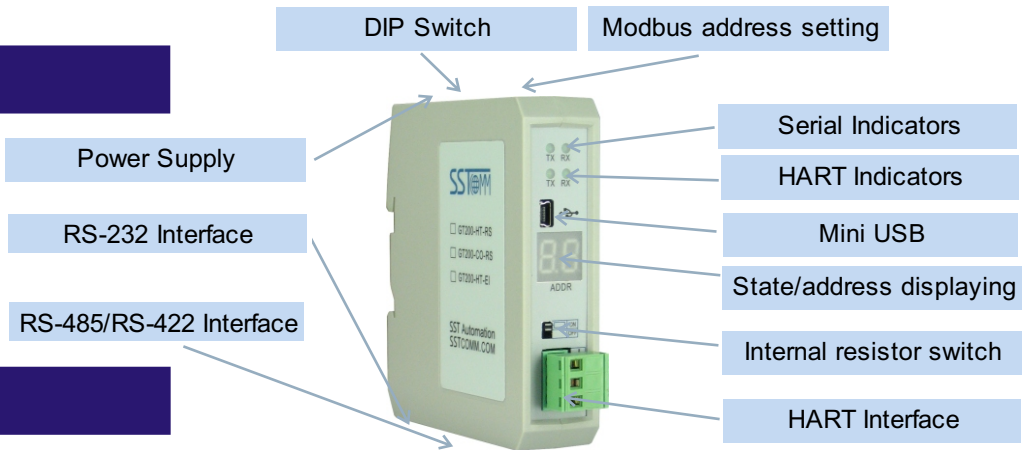 DIP Switch
Modbus address setting
Power Supply
RS-232 Interface
RS-485/RS-422 Interface
Serial Indicators
HART Indicators
Mini USB
State/address displaying
Internal resistor switch
HART Interface
SSTCOMM
GT200-HT-RS
GT200-CO-RS
GT200-HT-EI
SST Automation
SSTCOMM.COM
TX RX
TX RX
8.8
ADDR